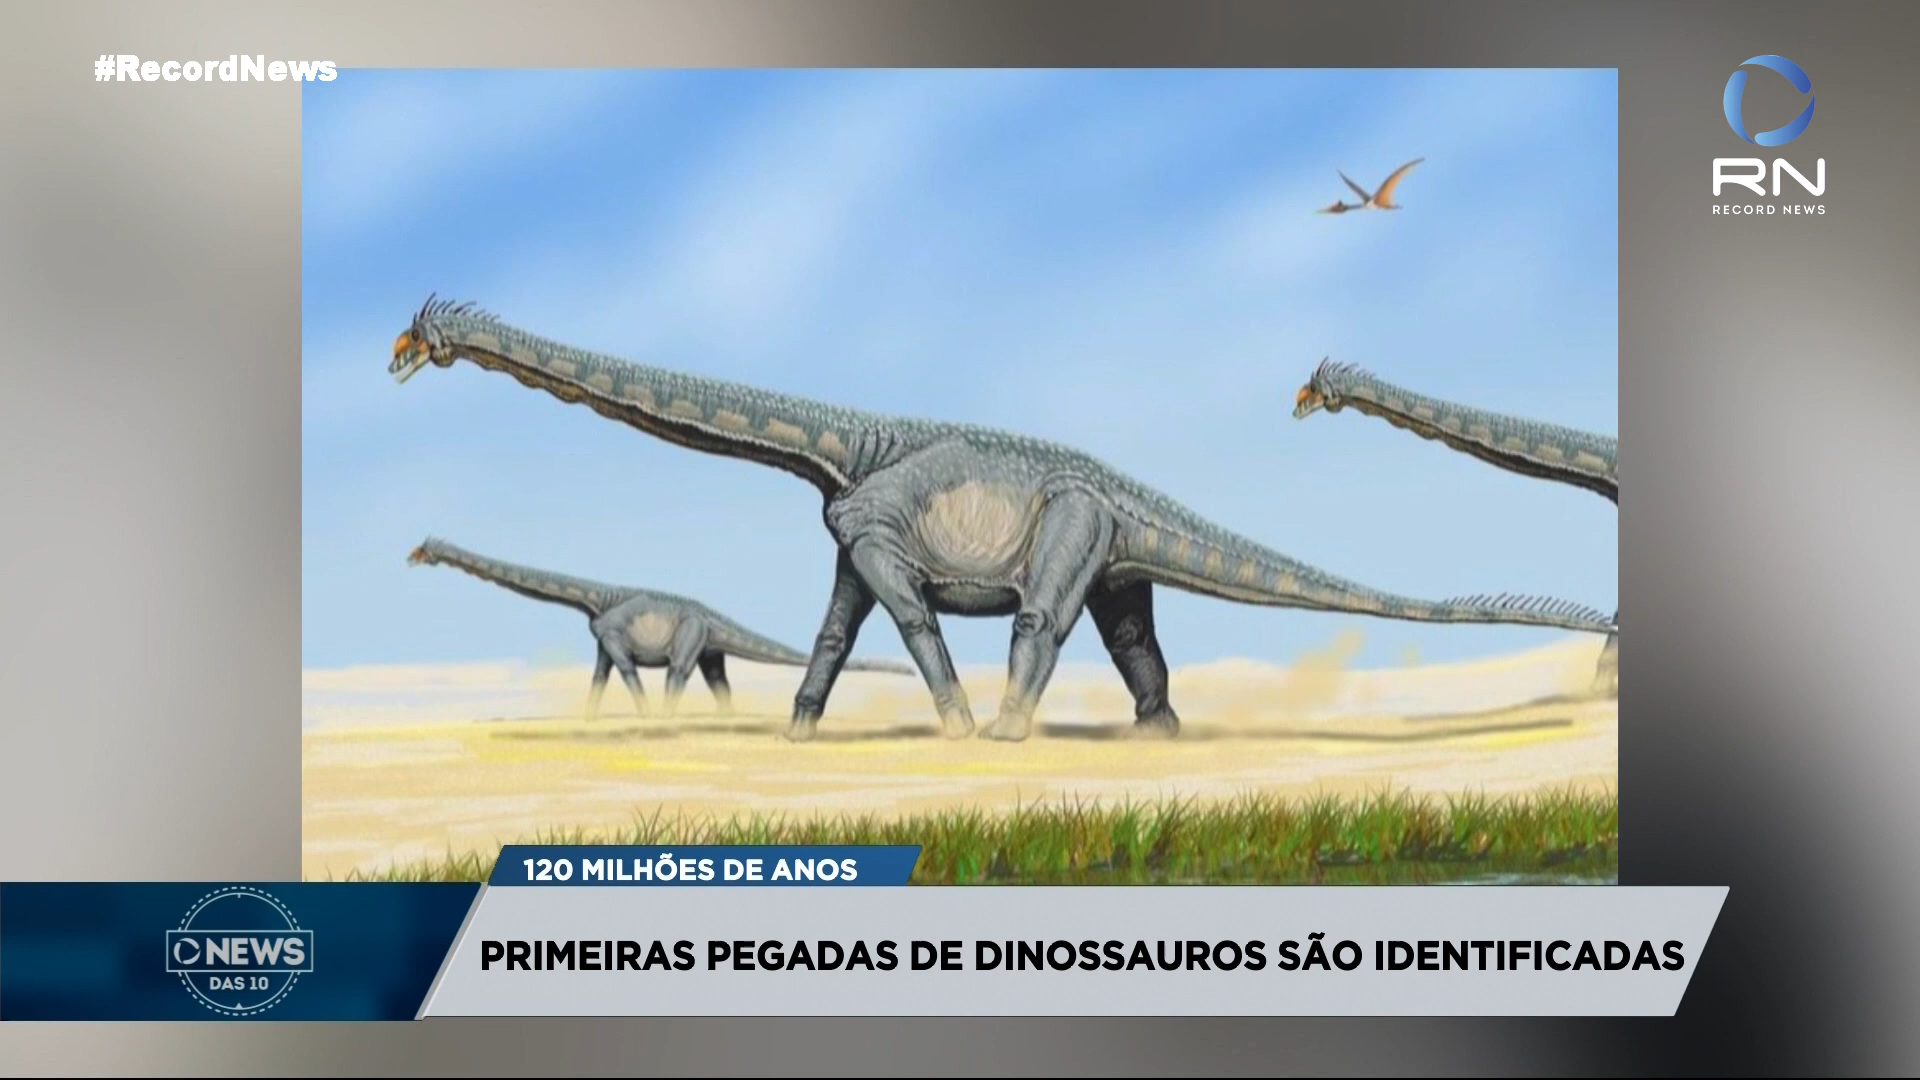 #RecordNews
RN
RECORD NEWS
120 MILHÕES DE ANOS
NEWS
DAS 10
PRIMEIRAS PEGADAS DE DINOSSAUROS SÃO IDENTIFICADAS